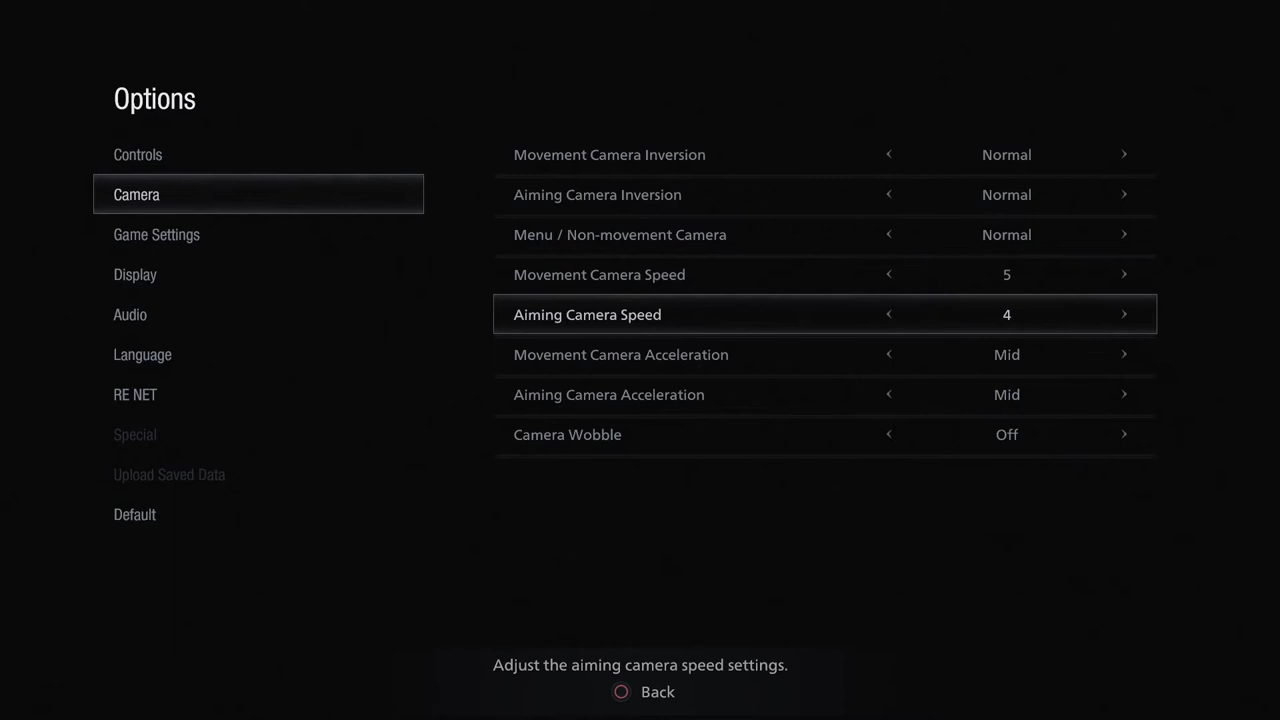 Options
Controls
Camera
Game Settings
Display
Audio
Language
RE NET
Special
Upload Saved Data
Default
Movement Camera Inversion Normal
Aiming Camera Inversion Normal
Menu / Non-movement Camera Normal
Movement Camera Speed 5
Aiming Camera Speed 4
Movement Camera Acceleration Mid
Aiming Camera Acceleration Mid
Camera Wobble Off
Adjust the aiming camera speed settings.
Back